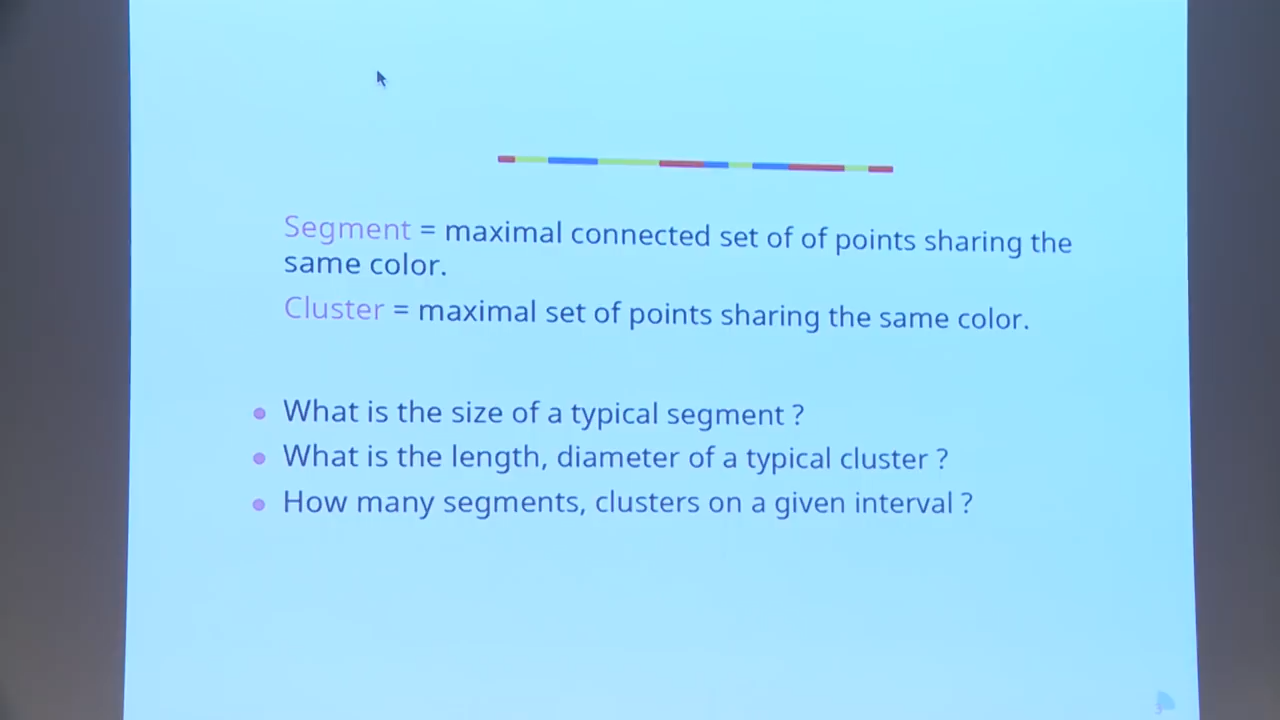 Segment = maximal connected set of of points sharing the
same color.
Cluster = maximal set of points sharing the same color.
What is the size of a typical segment ?
What is the length, diameter of a typical cluster ?
How many segments, clusters on a given interval ?